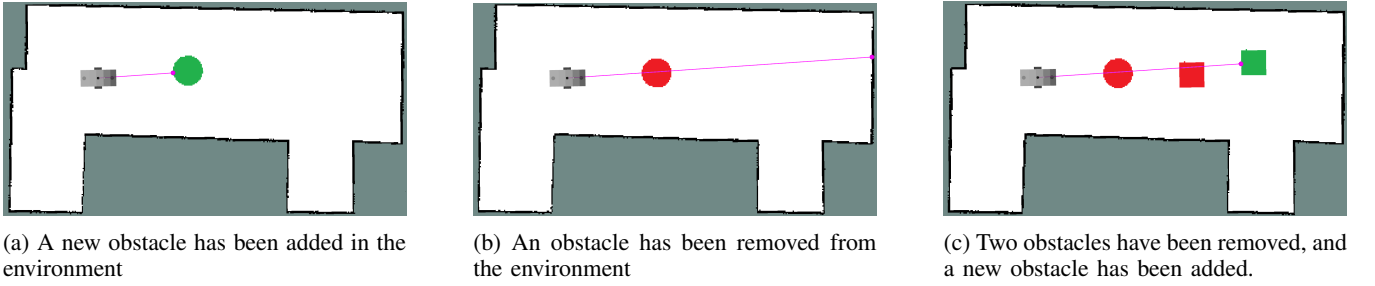 (a) A new obstacle has been added in the
environment
(b) An obstacle has been removed from
the environment
(c) Two obstacles have been removed, and
a new obstacle has been added.